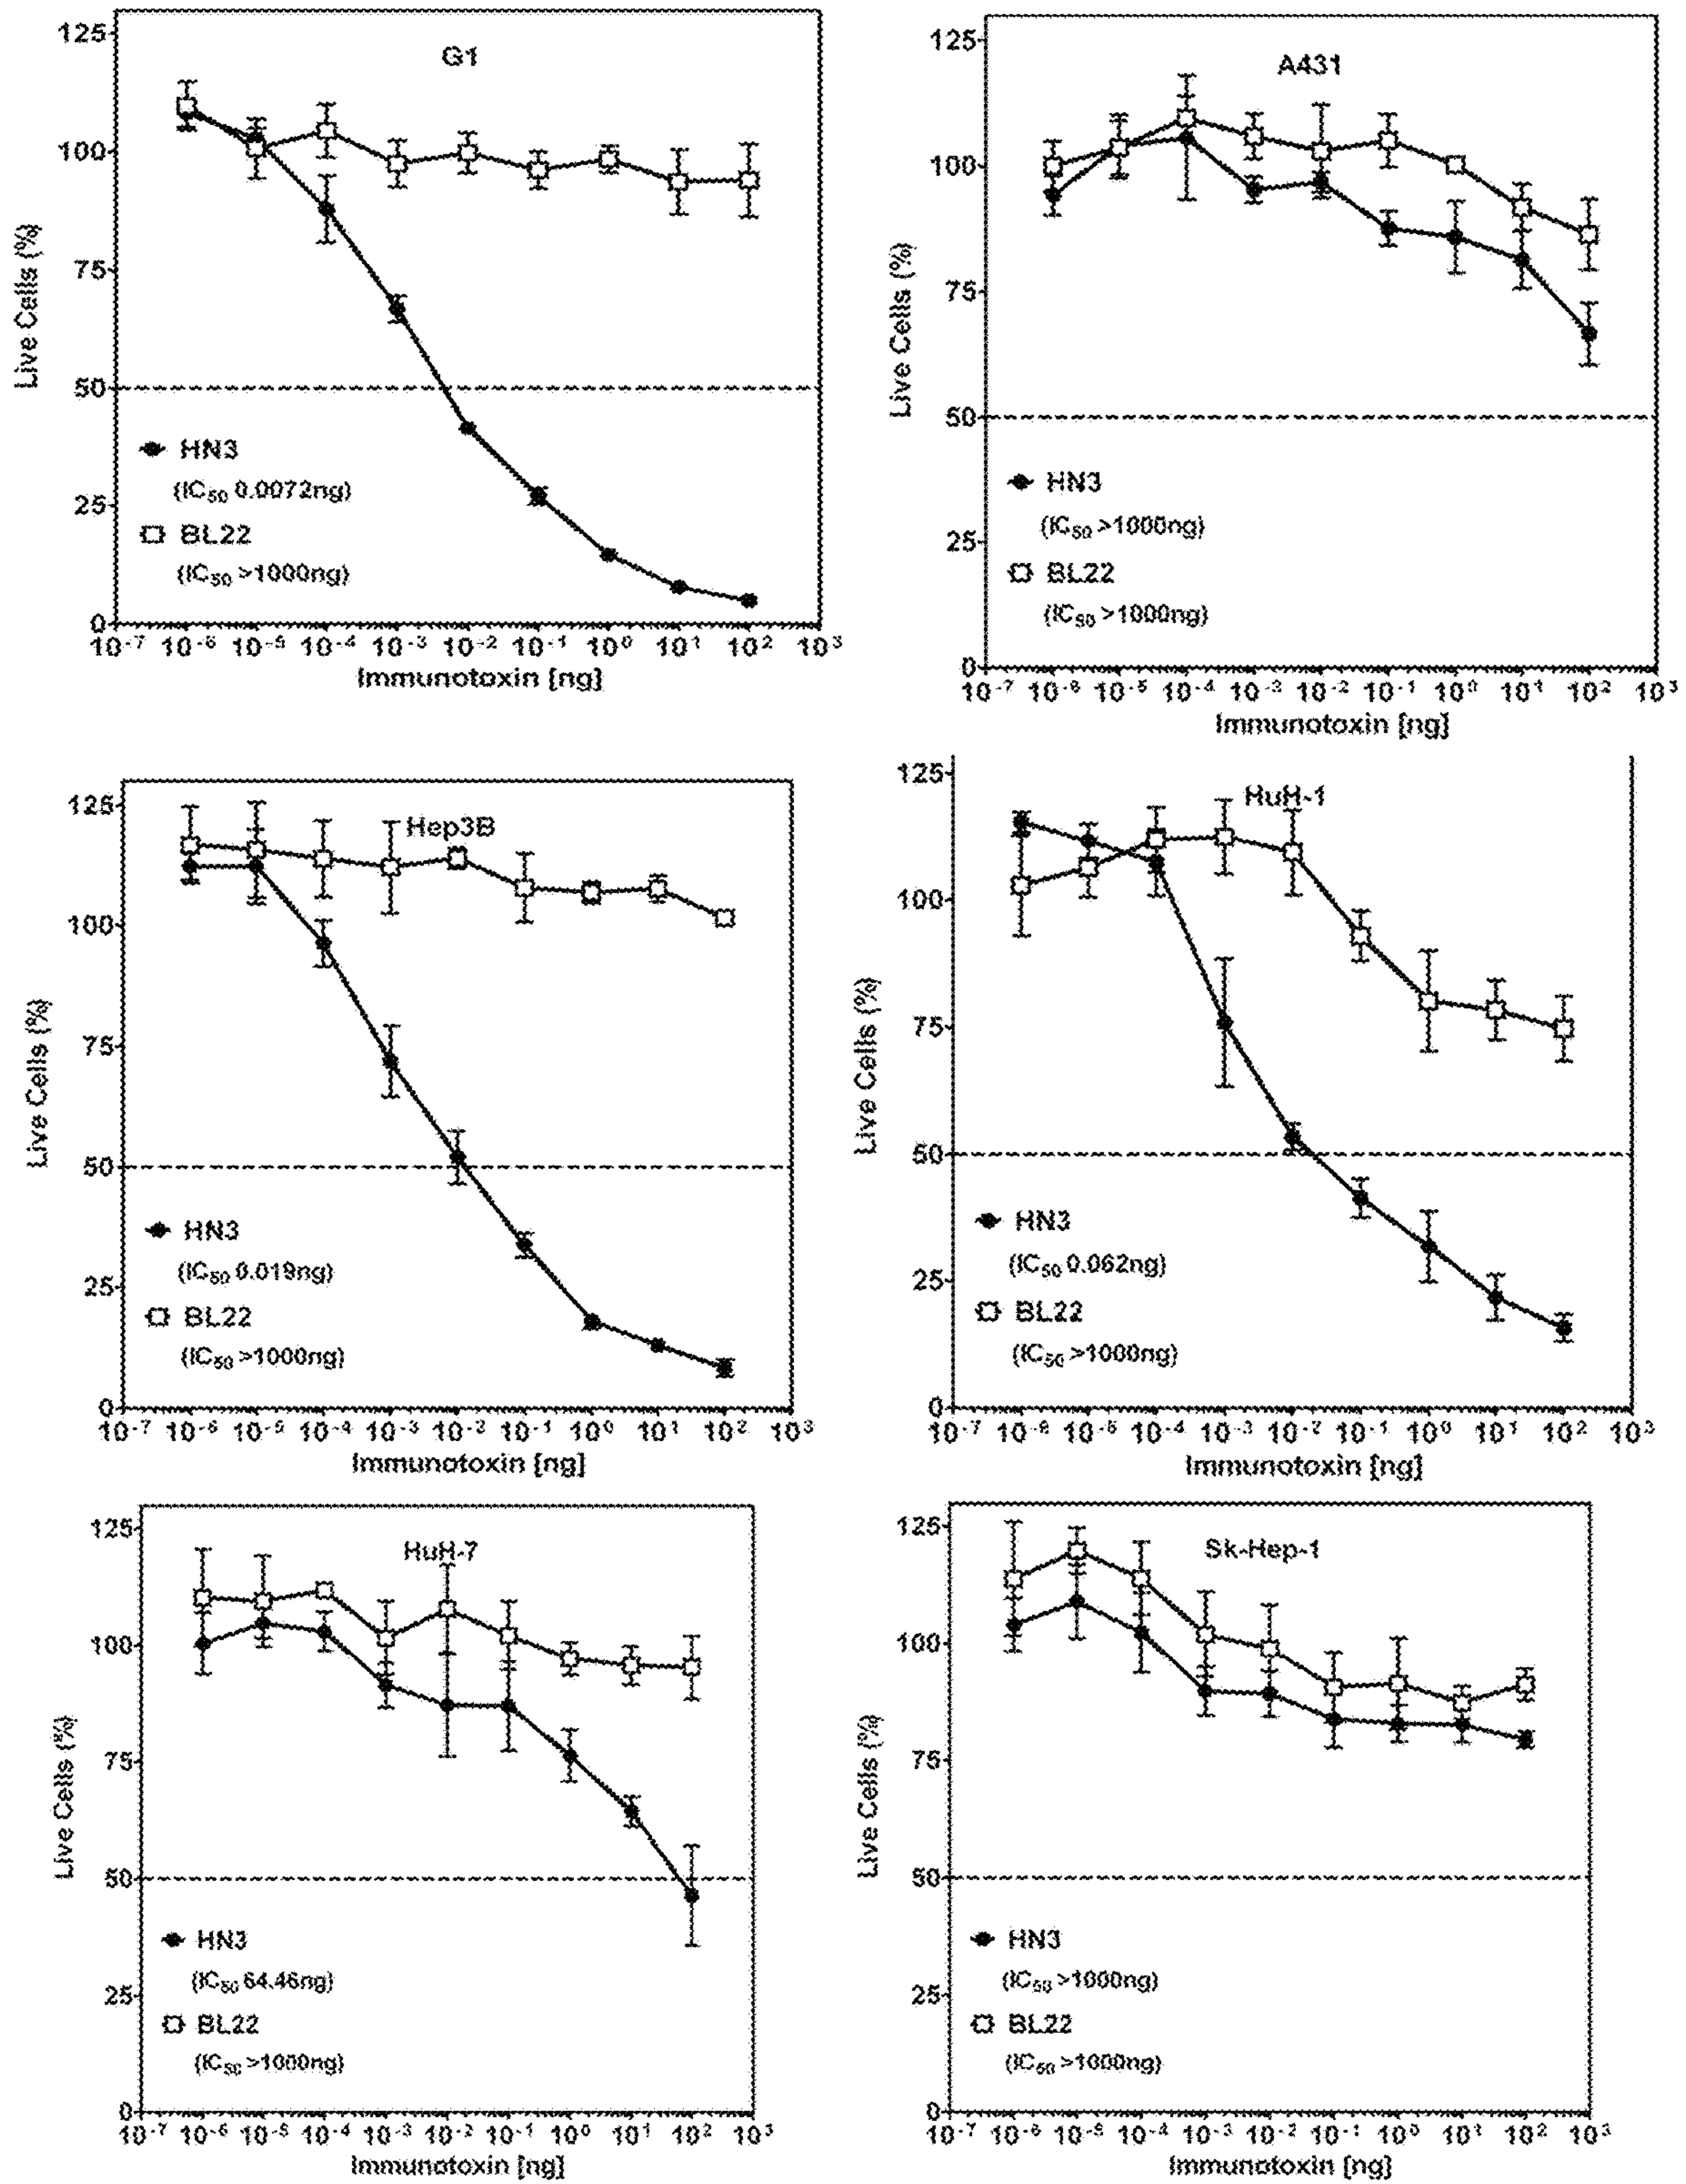 G1
125
100
75
50
25
0
Live Cells (%)
HN3
(IC50 0.0072ng)
BL22
(IC50 >1000ng)
10-7 10-6 10-5 10-4 10-3 10-2 10-1 100 101 102 103
Immunotoxin [ng]
A431
125
100
75
50
25
0
Live Cells (%)
HN3
(IC50 >1000ng)
BL22
(IC50 >1000ng)
10-7 10-6 10-5 10-4 10-3 10-2 10-1 100 101 102 103
Immunotoxin [ng]
Hep3B
125
100
75
50
25
0
Live Cells (%)
HN3
(IC50 0.019ng)
BL22
(IC50 >1000ng)
10-7 10-6 10-5 10-4 10-3 10-2 10-1 100 101 102 103
Immunotoxin [ng]
HuH-1
125
100
75
50
25
0
Live Cells (%)
HN3
(IC50 0.062ng)
BL22
(IC50 >1000ng)
10-7 10-6 10-5 10-4 10-3 10-2 10-1 100 101 102 103
Immunotoxin [ng]
HuH-7
125
100
75
50
25
0
Live Cells (%)
HN3
(IC50 64.46ng)
BL22
(IC50 >1000ng)
10-7 10-6 10-5 10-4 10-3 10-2 10-1 100 101 102 103
Immunotoxin [ng]
Sk-Hep-1
125
100
75
50
25
0
Live Cells (%)
HN3
(IC50 >1000ng)
BL22
(IC50 >1000ng)
10-7 10-6 10-5 10-4 10-3 10-2 10-1 100 101 102 103
Immunotoxin [ng]